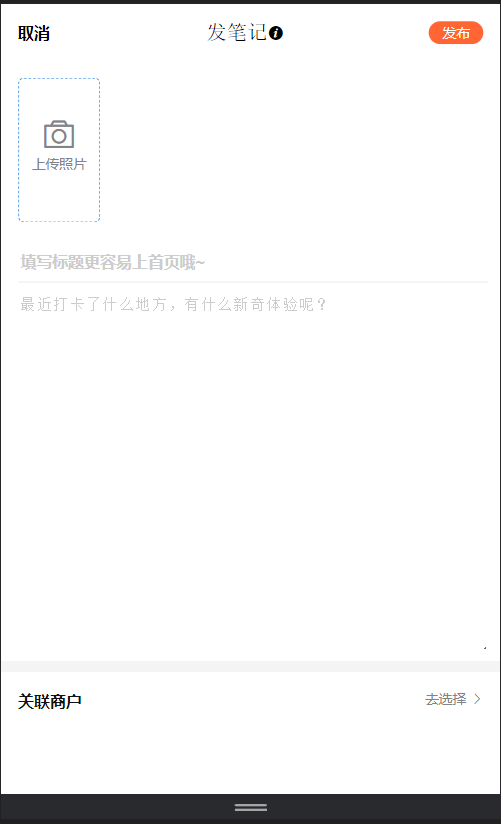 取消 发笔记 发布
上传照片
填写标题更容易上首页哦~
最近打卡了什么地方，有什么新奇体验呢？
关联商户 去选择 >